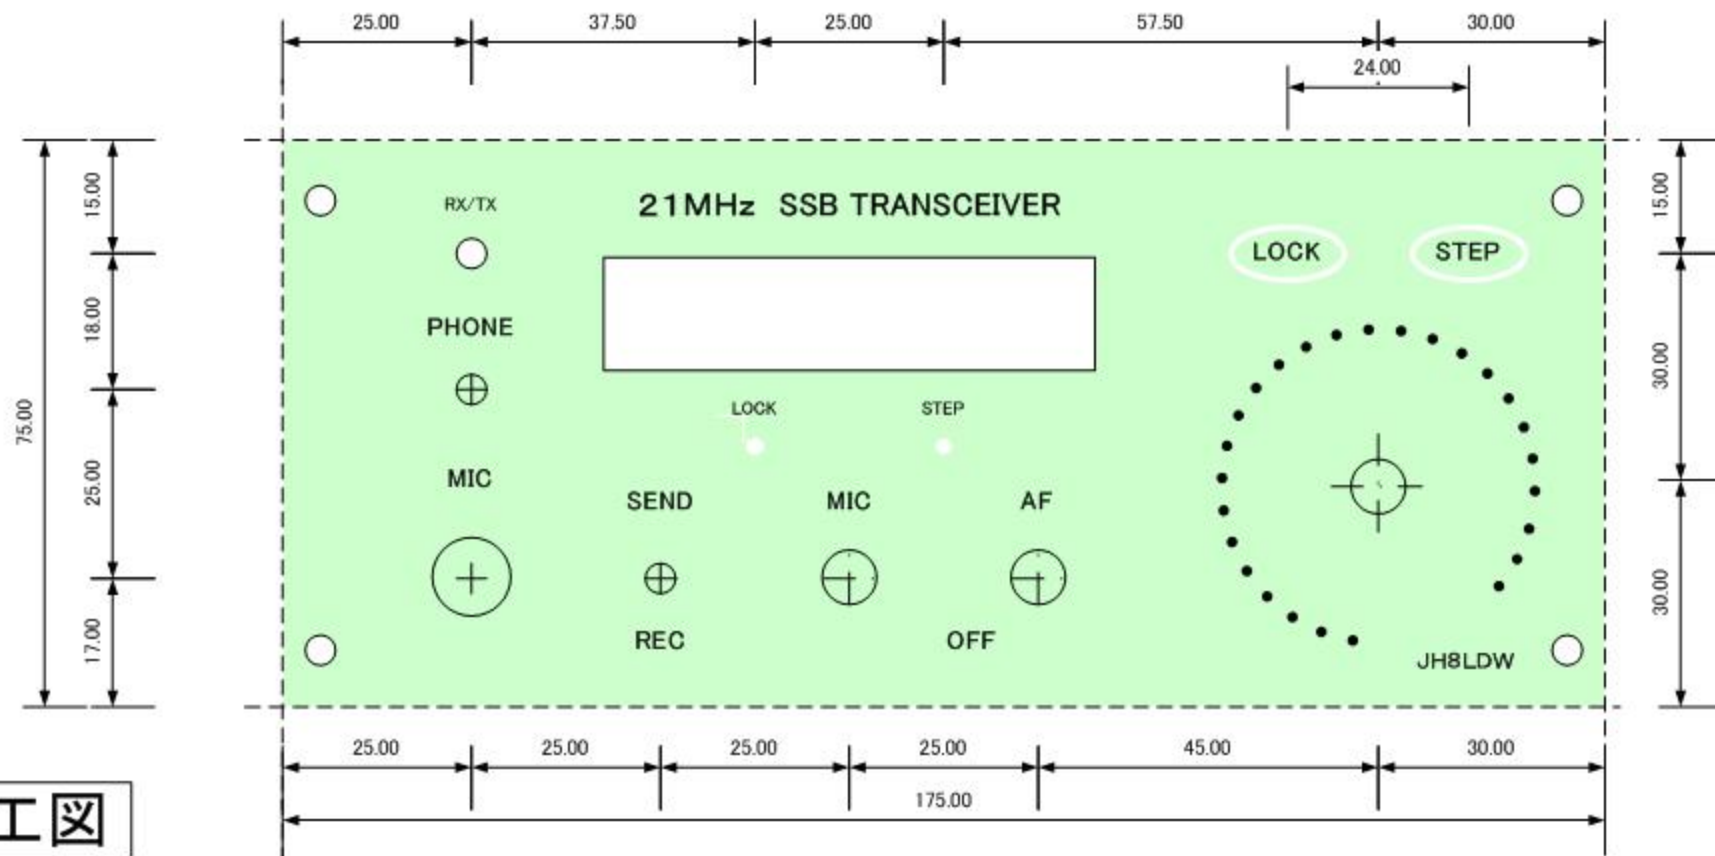 25.00 37.50 25.00 57.50 30.00
24.00
15.00
18.00
75.00
25.00
17.00
RX/TX
21MHz SSB TRANSCEIVER
LOCK STEP
PHONE
LOCK STEP
MIC
SEND MIC AF
REC OFF
JH8LDW
15.00
30.00
30.00
25.00 25.00 25.00 25.00 45.00 30.00
175.00
工図